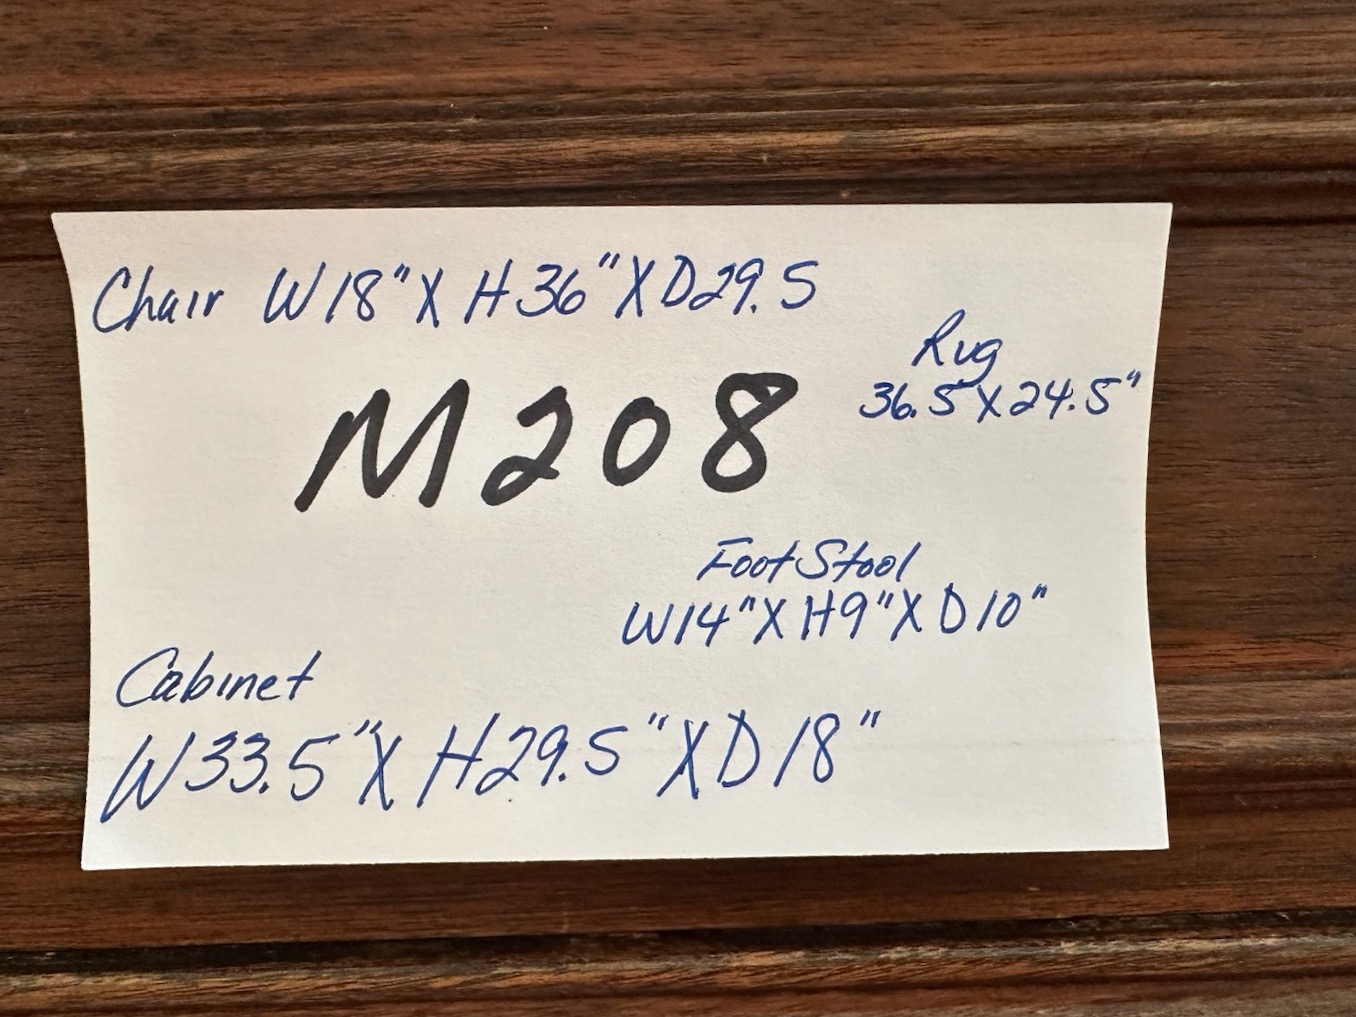 Chair W18" X H36" X D29.5
Rug
36.5 X 24.5"
M208
Foot Stool
W14" X H9" X D10"
Cabinet
W33.5" X H29.5" X D18"